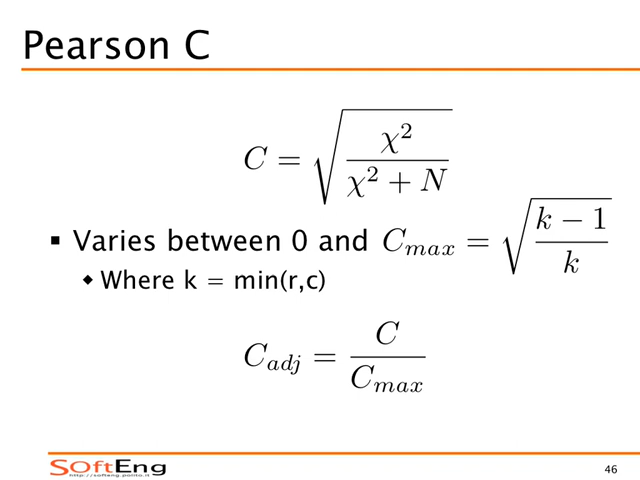 Pearson C
C = √(χ² / (χ² + N))
▪ Varies between 0 and C_max = √((k − 1) / k)
◆ Where k = min(r,c)
C_adj = C / C_max
SOftEng
http://softeng.polito.it
46